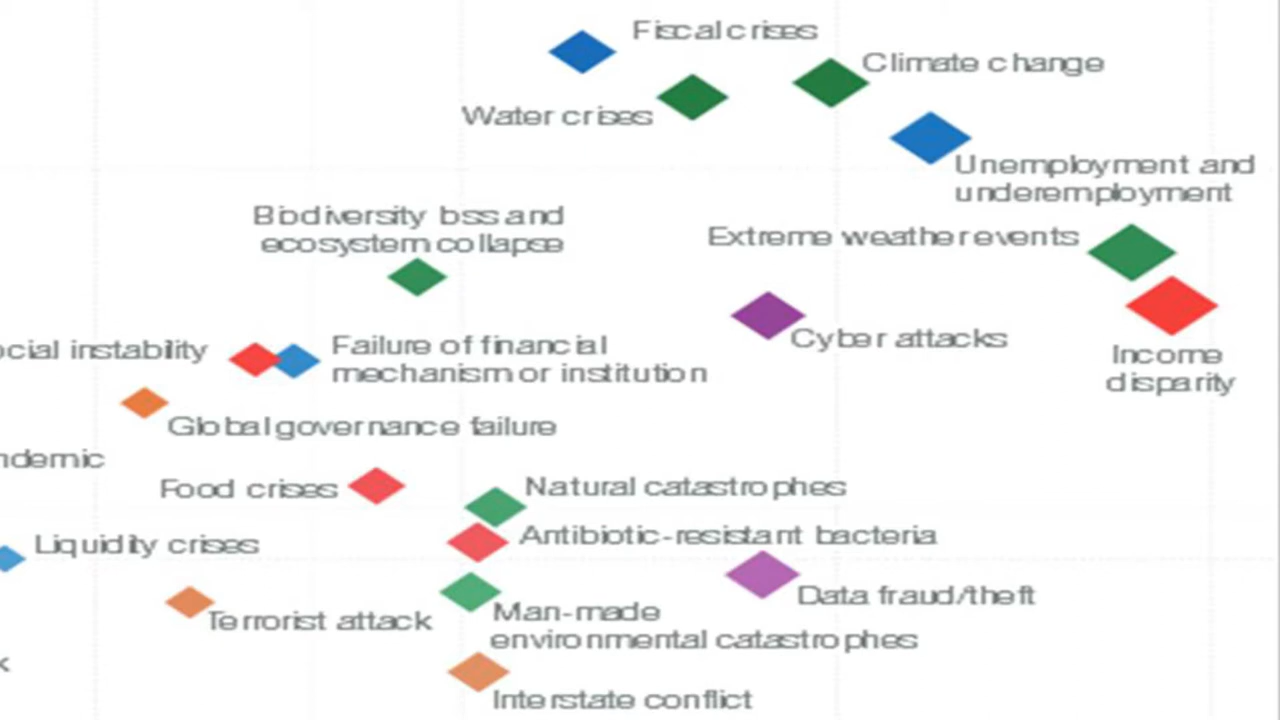 Fiscal crises
Climate change
Water crises
Unemployment and
underemployment
Biodiversity loss and
ecosystem collapse
Extreme weather events
Cyber attacks
ocial instability
Failure of financial
mechanism or institution
Income
disparity
Global governance failure
ndemic
Food crises
Natural catastrophes
Antibiotic-resistant bacteria
Liquidity crises
Data fraud/theft
Terrorist attack
Man-made
environmental catastrophes
k
Interstate conflict